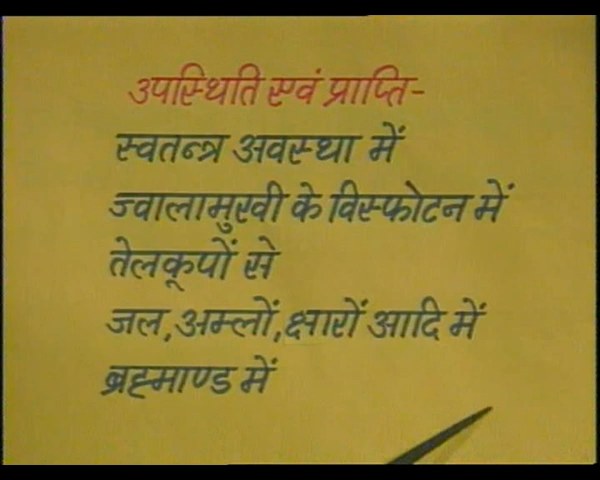 उपस्थिति एवं प्राप्ति-
स्वतन्त्र अवस्था में
ज्वालामुखी के विस्फोटन में
तेलकूपों से
जल, अम्लों, क्षारों आदि में
ब्रह्माण्ड में